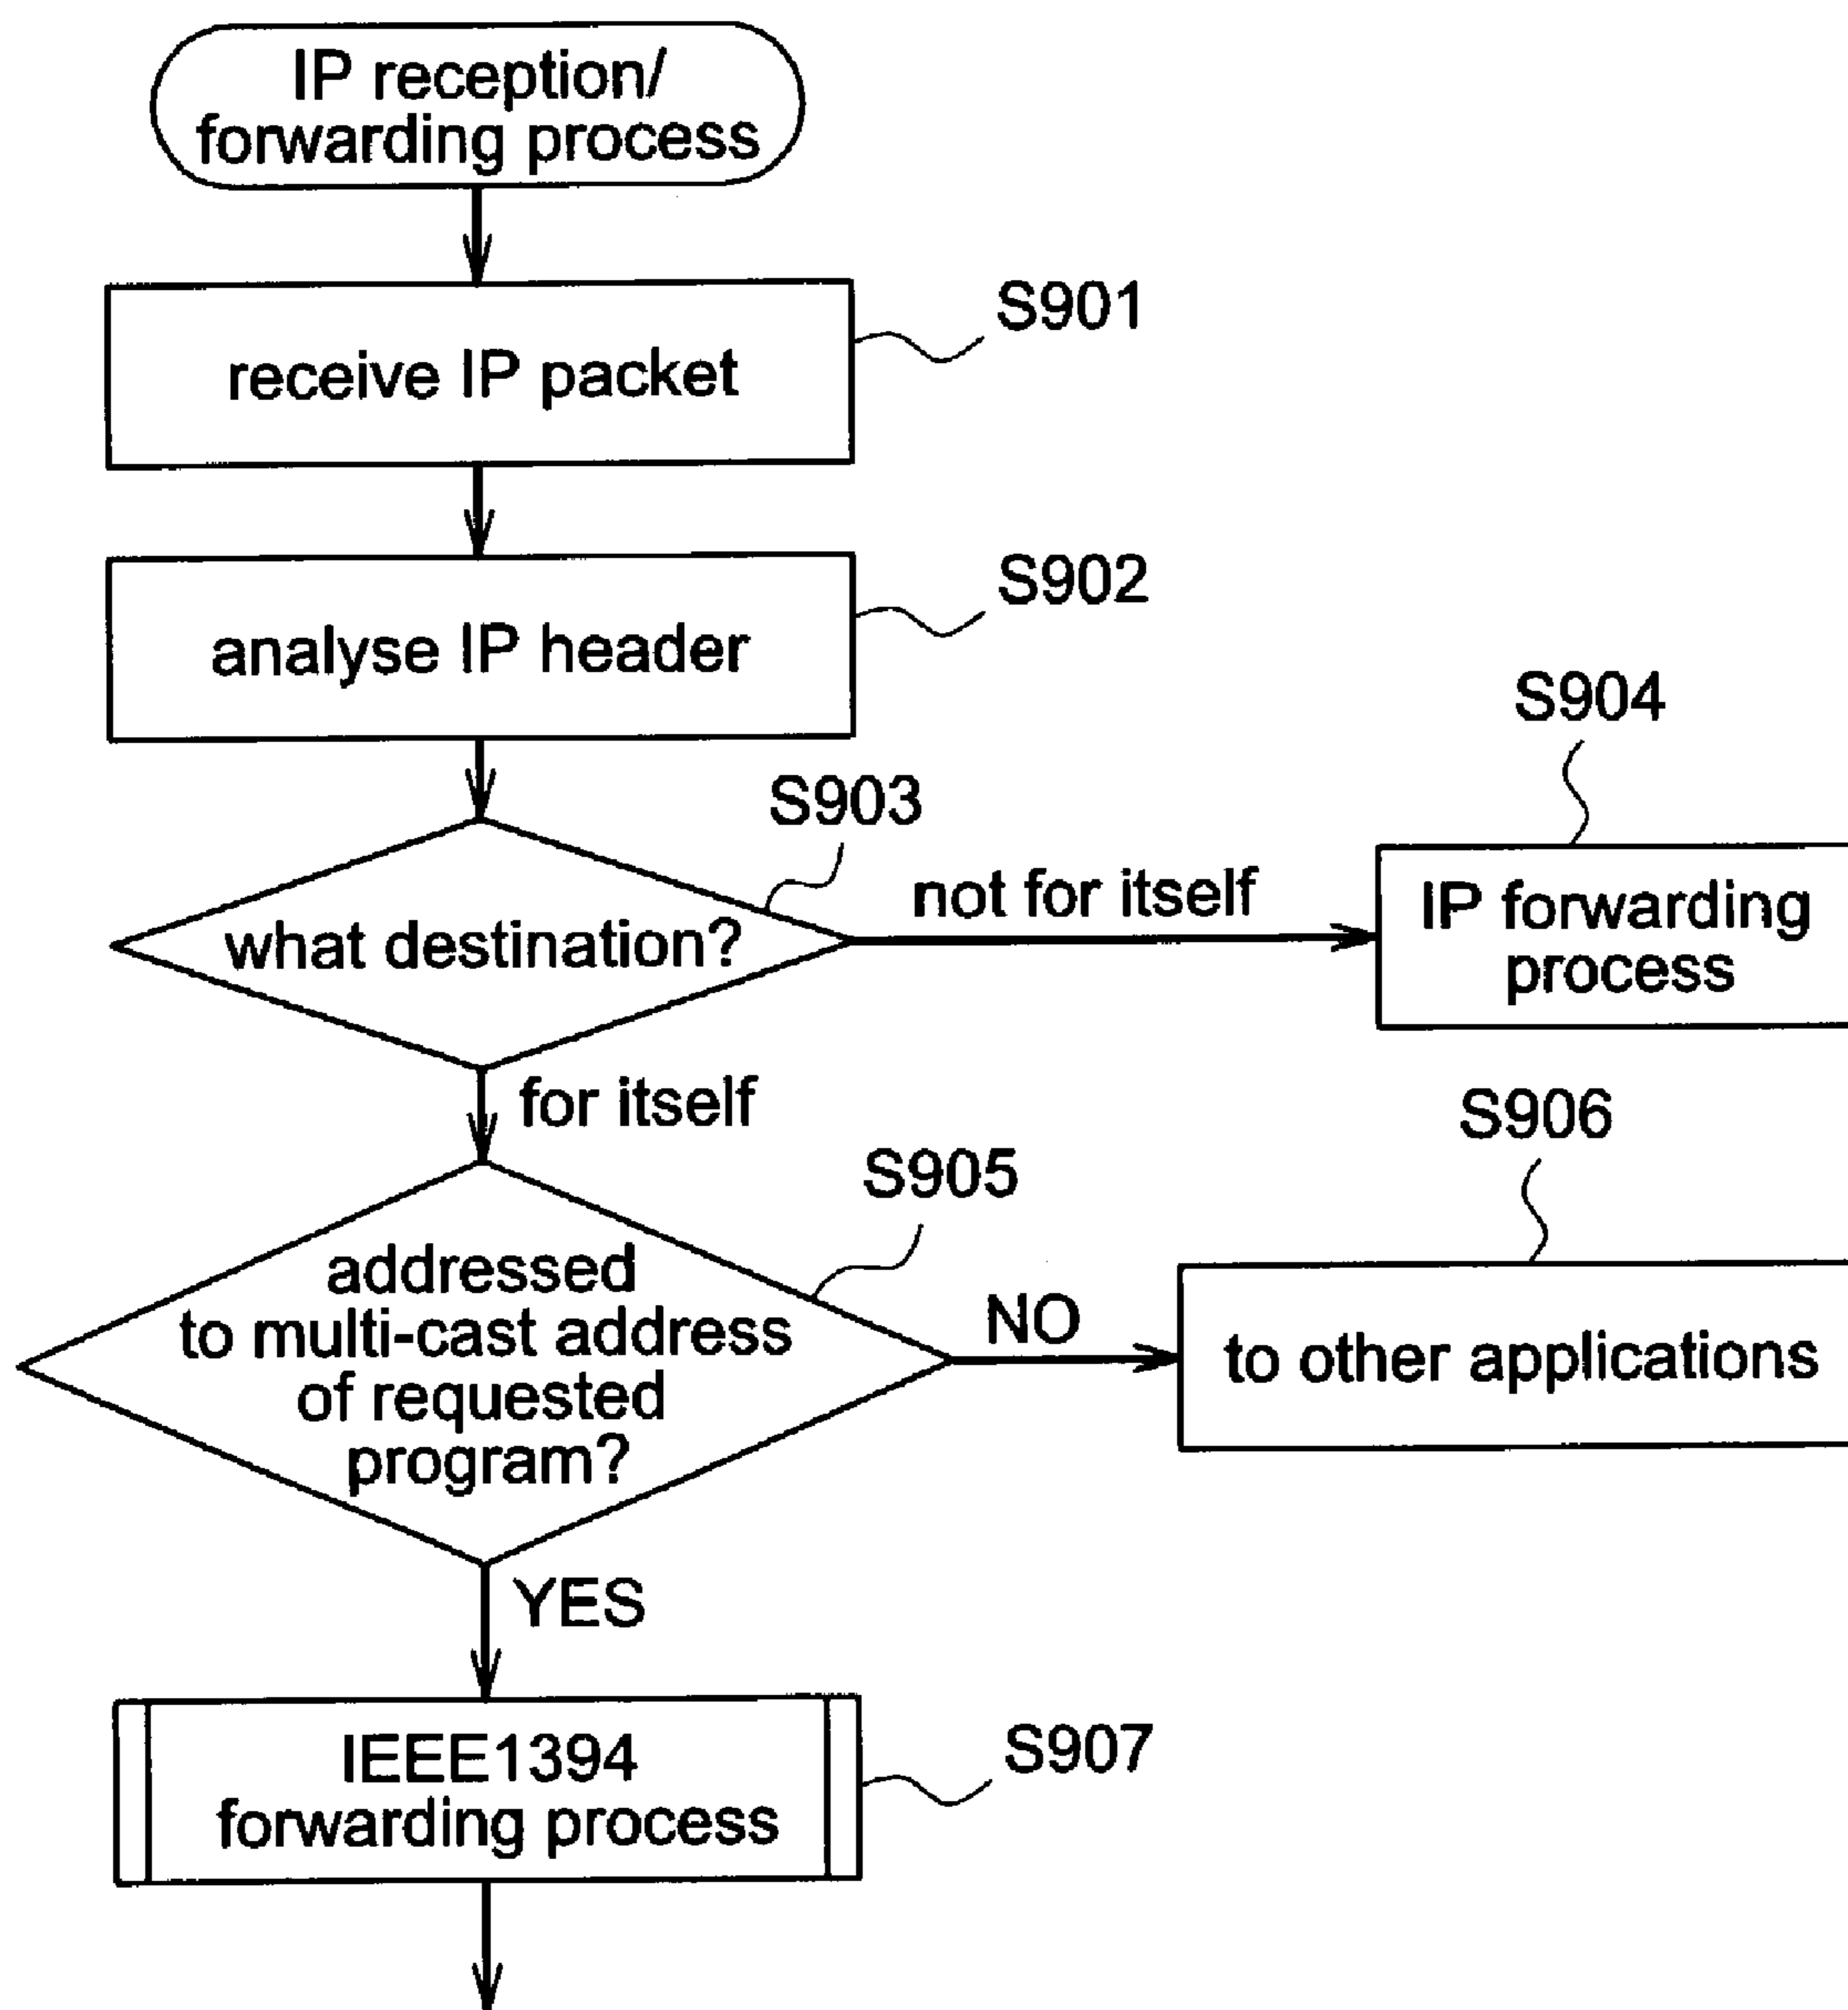 IP reception/
forwarding process
S901
receive IP packet
S902
analyse IP header
S903
what destination?
not for itself
S904
IP forwarding
process
for itself
S905
addressed
to multi-cast address
of requested
program?
NO
S906
to other applications
YES
S907
IEEE1394
forwarding process